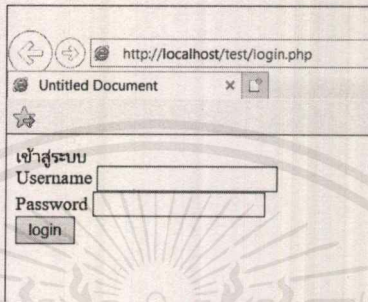 http://localhost/test/login.php
Untitled Document
เข้าสู่ระบบ
Username
Password
login